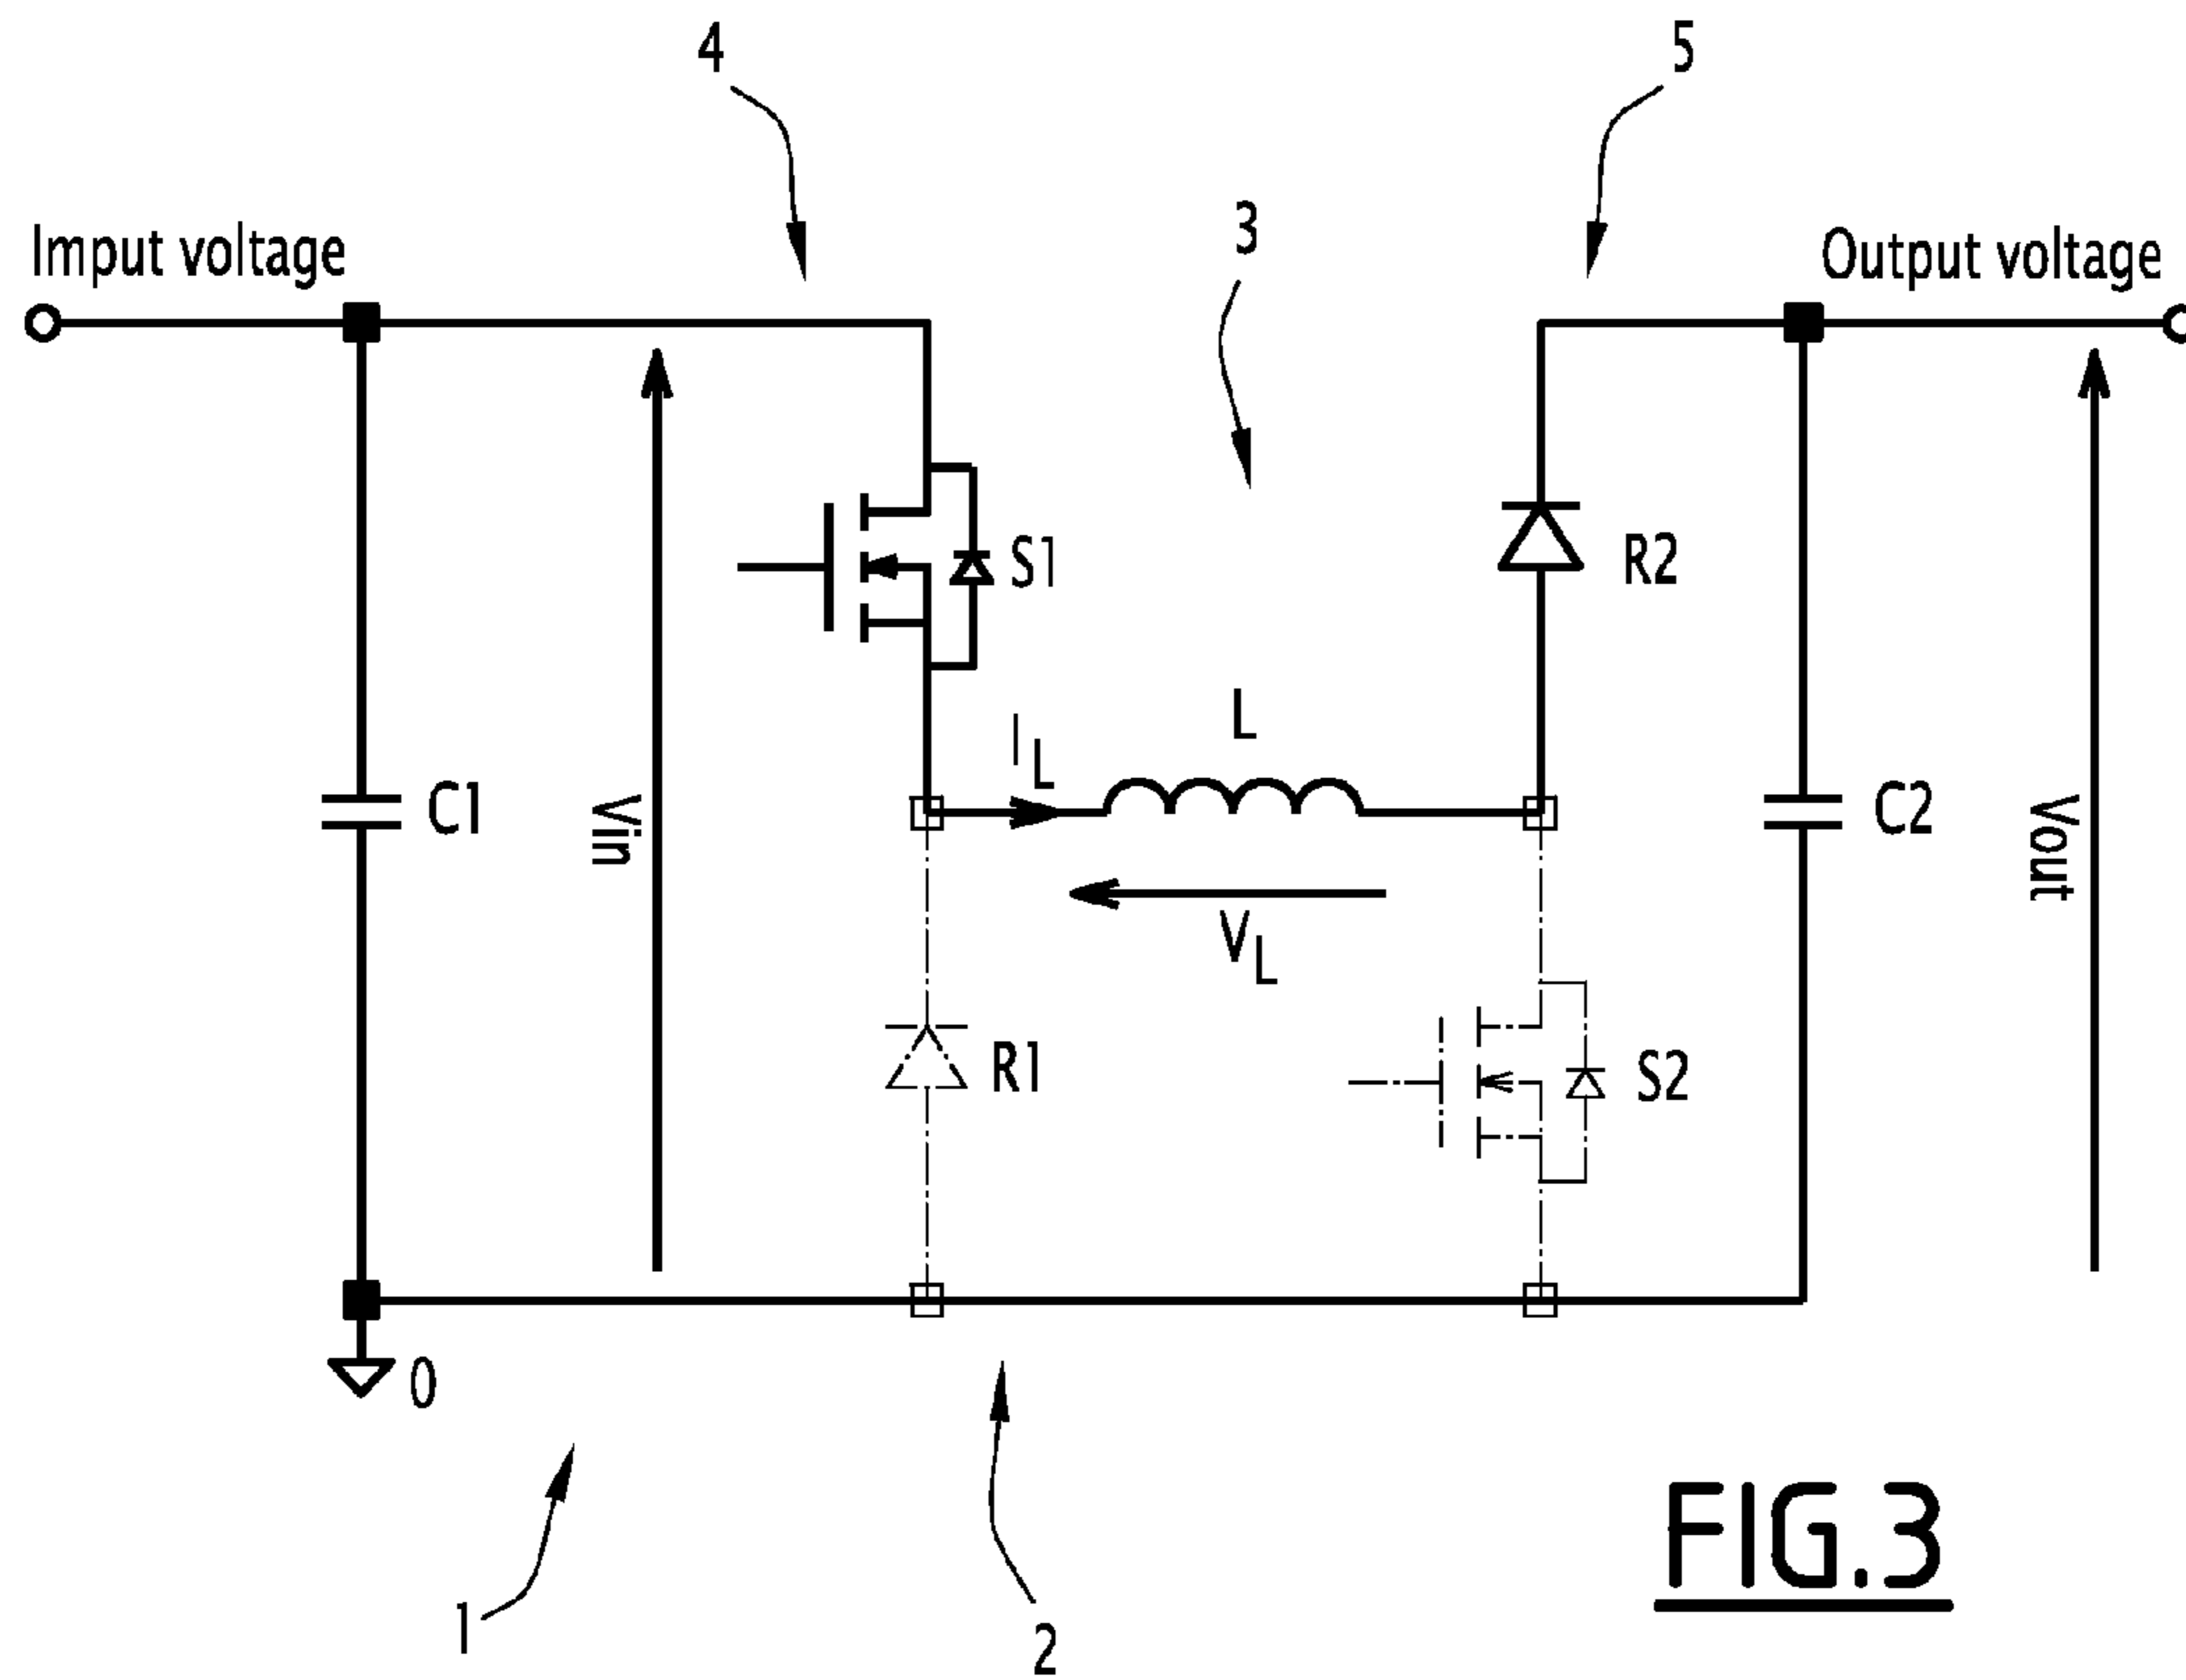 4
5
3
Imput voltage
Output voltage
S1
R2
L
IL
C1
Vin
C2
Vout
VL
R1
S2
0
1
2
FIG.3